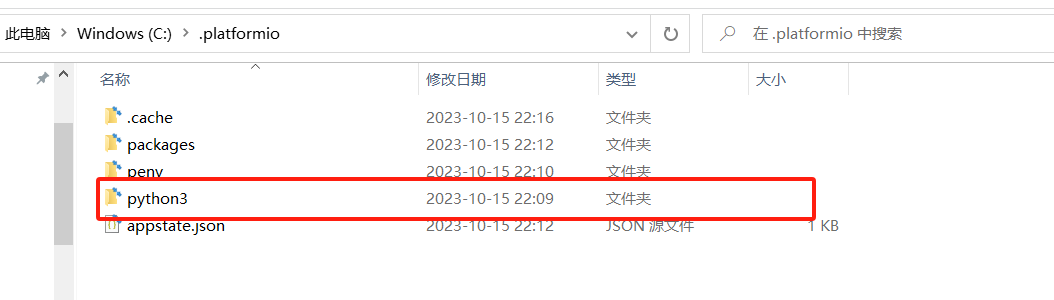 此电脑 > Windows (C:) > .platformio 在 .platformio 中搜索
名称 修改日期 类型 大小
.cache 2023-10-15 22:16 文件夹
packages 2023-10-15 22:12 文件夹
penv 2023-10-15 22:10 文件夹
python3 2023-10-15 22:09 文件夹
appstate.json 2023-10-15 22:12 JSON 源文件 1 KB